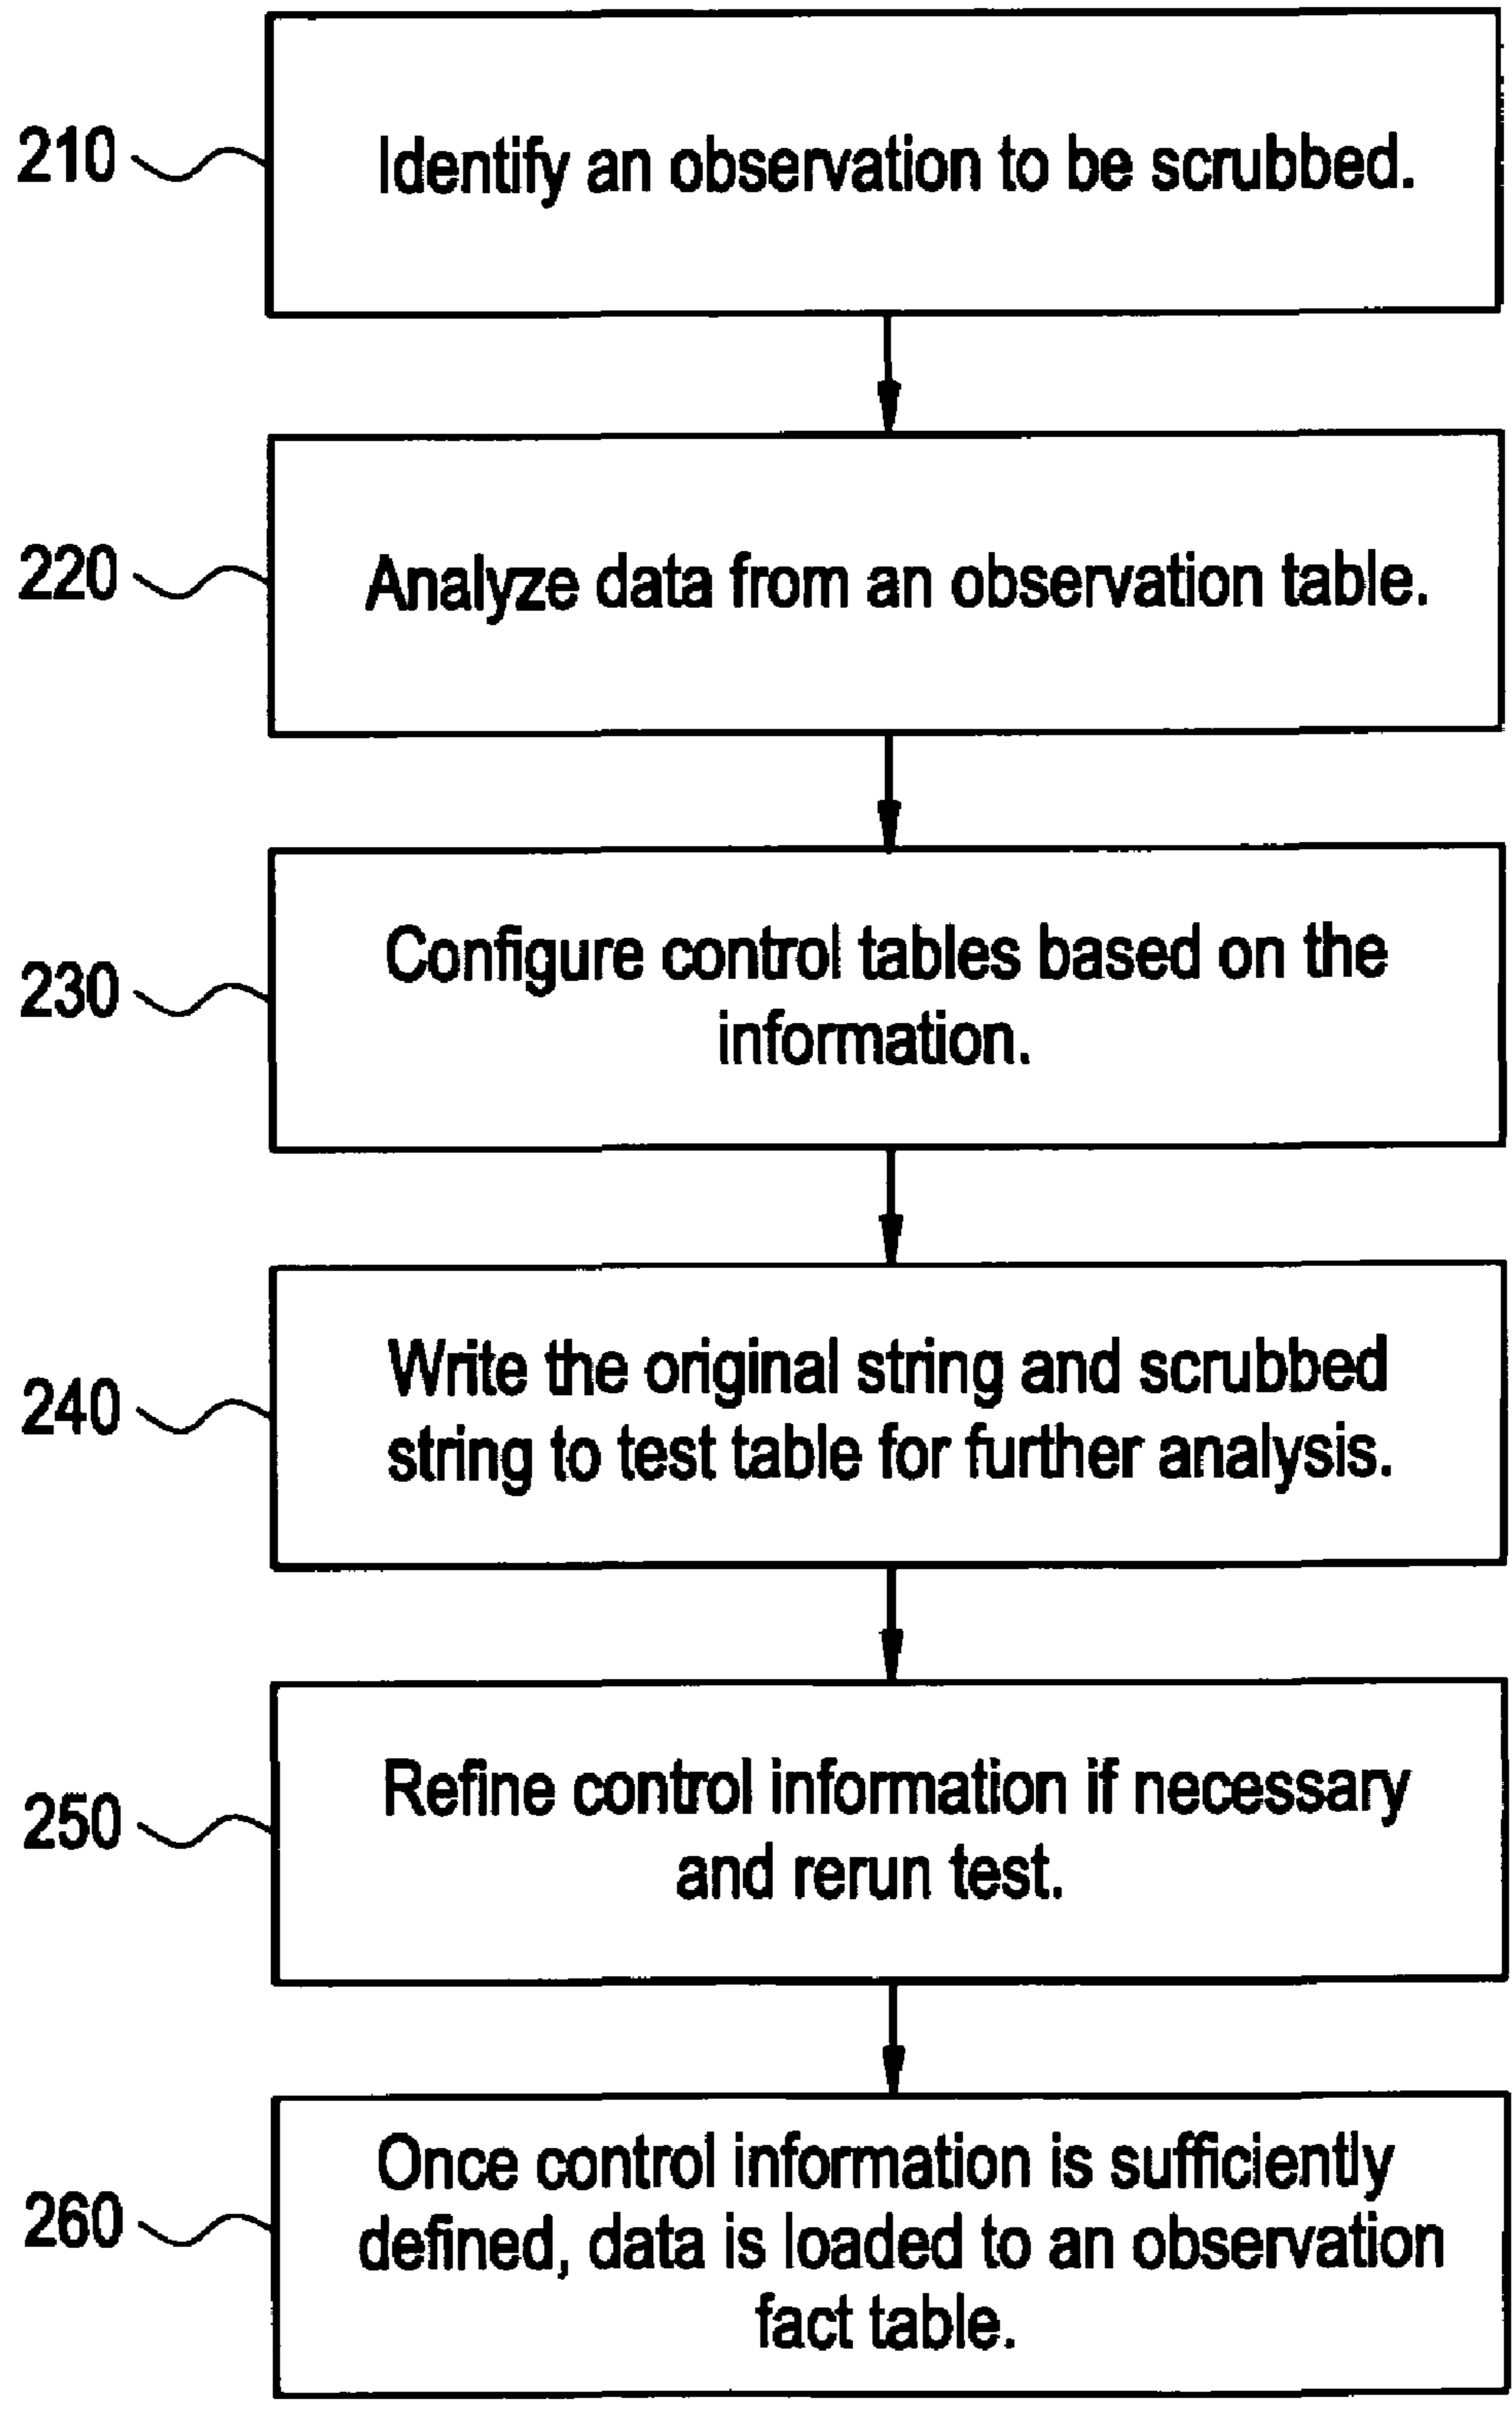 210
Identify an observation to be scrubbed.
220
Analyze data from an observation table.
230
Configure control tables based on the
information.
240
Write the original string and scrubbed
string to test table for further analysis.
250
Refine control information if necessary
and rerun test.
260
Once control information is sufficiently
defined, data is loaded to an observation
fact table.